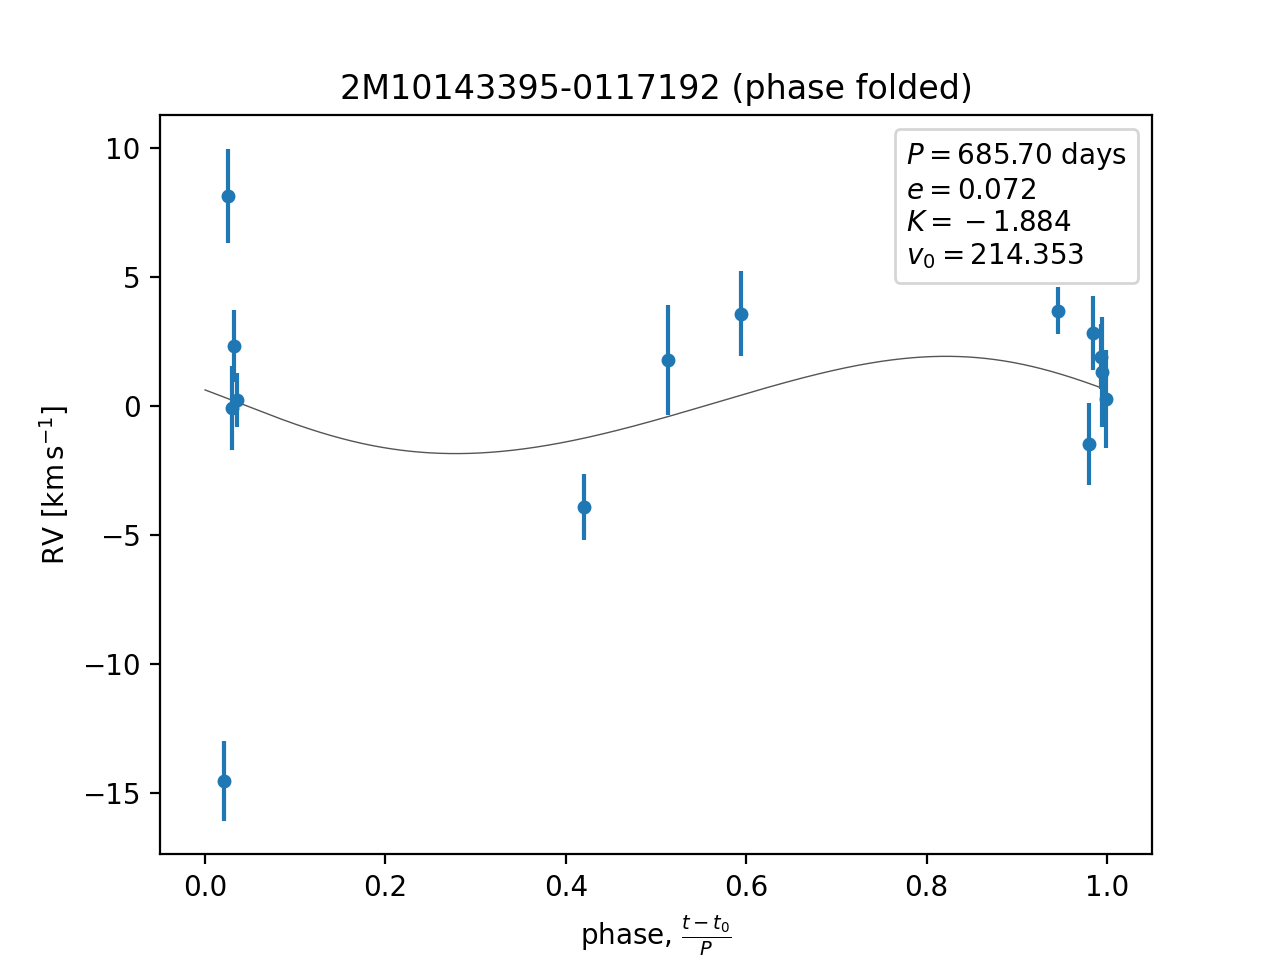 2M10143395-0117192 (phase folded)
P = 685.70 days
e = 0.072
K = −1.884
v₀ = 214.353
10
5
0
−5
−10
−15
RV [km s⁻¹]
0.0 0.2 0.4 0.6 0.8 1.0
phase, (t − t₀)/P